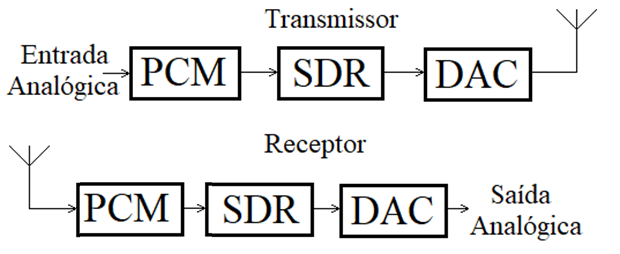 Transmissor
Entrada
Analógica
PCM
SDR
DAC
Receptor
PCM
SDR
DAC
Saída
Analógica